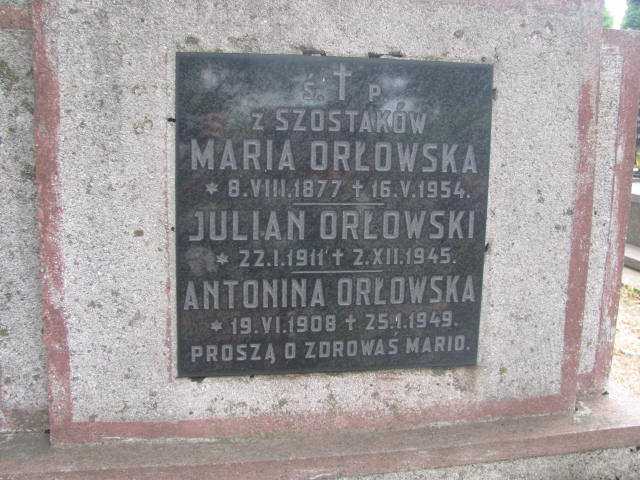 Ś. † P
Z SZOSTAKÓW
MARIA ORŁOWSKA
* 8.VIII.1877 † 16.V.1954.
JULIAN ORŁOWSKI
* 22.I.1911 † 2.XII.1945.
ANTONINA ORŁOWSKA
* 19.VI.1908 † 25.I.1949.
PROSZĄ O ZDROWAŚ MARIO.